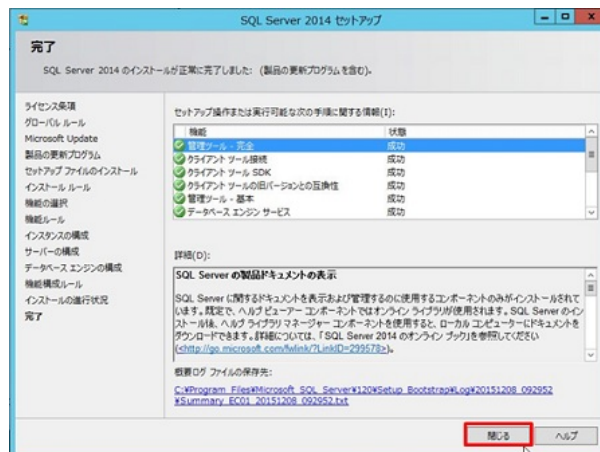 SQL Server 2014 セットアップ
完了
SQL Server 2014 のインストールが正常に完了しました: (製品の更新プログラムを含む)。
ライセンス条項
グローバル ルール
Microsoft Update
製品の更新プログラム
セットアップ ファイルのインストール
インストール ルール
機能の選択
機能ルール
インスタンスの構成
サーバーの構成
データベース エンジンの構成
機能構成ルール
インストールの進行状況
完了
セットアップ操作または実行可能な次の手順に関する情報(I):
機能 状態
管理ツール - 完全 成功
クライアント ツール接続 成功
クライアント ツール SDK 成功
クライアント ツールの旧バージョンとの互換性 成功
管理ツール - 基本 成功
データベース エンジン サービス 成功
詳細(D):
SQL Server の製品ドキュメントの表示
SQL Server に関するドキュメントを表示および管理するのに使用するコンポーネントのみがインストールされて
います。既定で、ヘルプ ビューアー コンポーネントではオンライン ライブラリが使用されます。SQL Server のイン
ストール後、ヘルプ ライブラリ マネージャー コンポーネントを使用すると、ローカル コンピューターにドキュメントを
ダウンロードできます。詳細については、「SQL Server 2014 のオンライン ブック」を参照してください
(<http://go.microsoft.com/fwlink/?LinkID=299578>)。
概要ログ ファイルの保存先:
C:¥Program Files¥Microsoft SQL Server¥120¥Setup Bootstrap¥Log¥20151208_092952
¥Summary_EC01_20151208_092952.txt
閉じる
ヘルプ